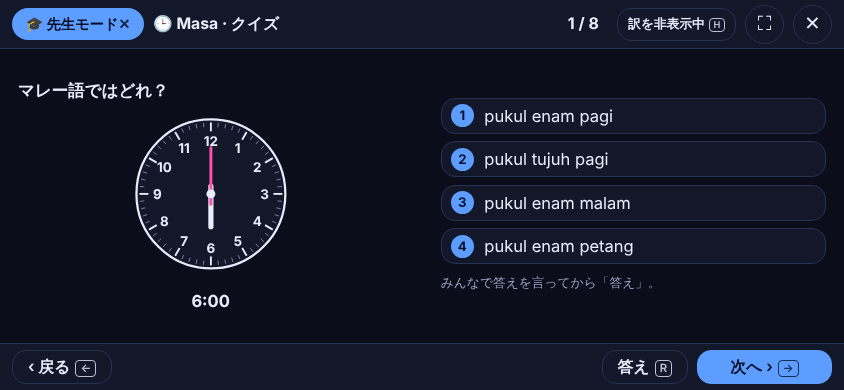 🎓 先生モード✕
🕒 Masa · クイズ
1 / 8
訳を非表示中 H
✕
マレー語ではどれ？
12
1
2
3
4
5
6
7
8
9
10
11
6:00
1 pukul enam pagi
2 pukul tujuh pagi
3 pukul enam malam
4 pukul enam petang
みんなで答えを言ってから「答え」。
‹ 戻る ←
答え R
次へ › →